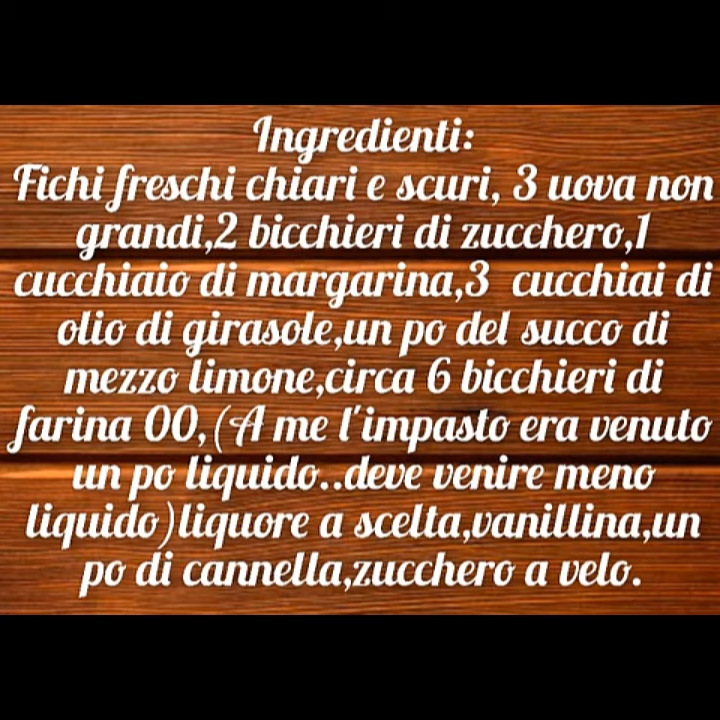 Ingredienti:
Fichi freschi chiari e scuri, 3 uova non
grandi,2 bicchieri di zucchero,1
cucchiaio di margarina,3  cucchiai di
olio di girasole,un po del succo di
mezzo limone,circa 6 bicchieri di
farina 00,(A me l'impasto era venuto
un po liquido..deve venire meno
liquido)liquore a scelta,vanillina,un
po di cannella,zucchero a velo.